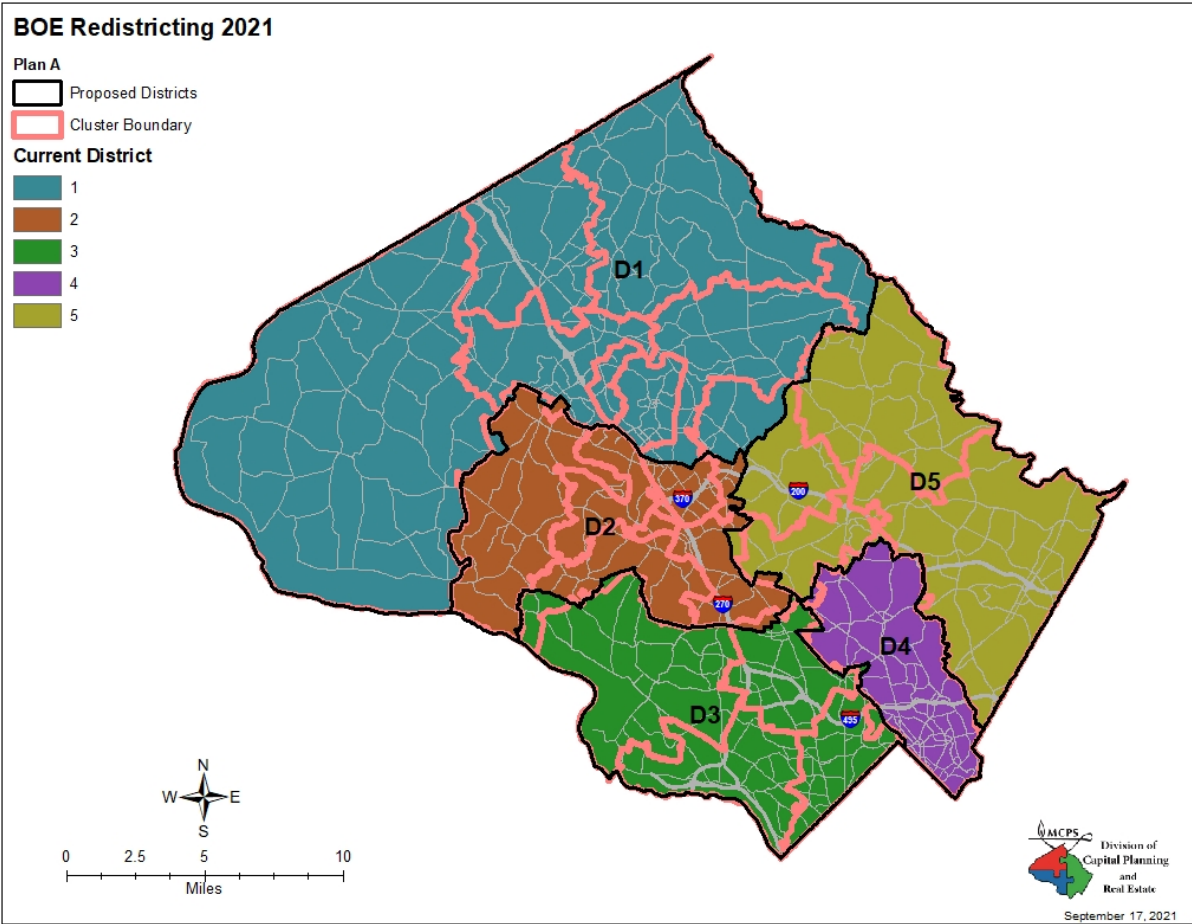 BOE Redistricting 2021
Plan A
Proposed Districts
Cluster Boundary
Current District
1
2
3
4
5
D1
D5
370
200
D2
270
D4
D3
495
N
W E
S
0 2.5 5 10
Miles
MCPS
Division of
Capital Planning
and
Real Estate
September 17, 2021